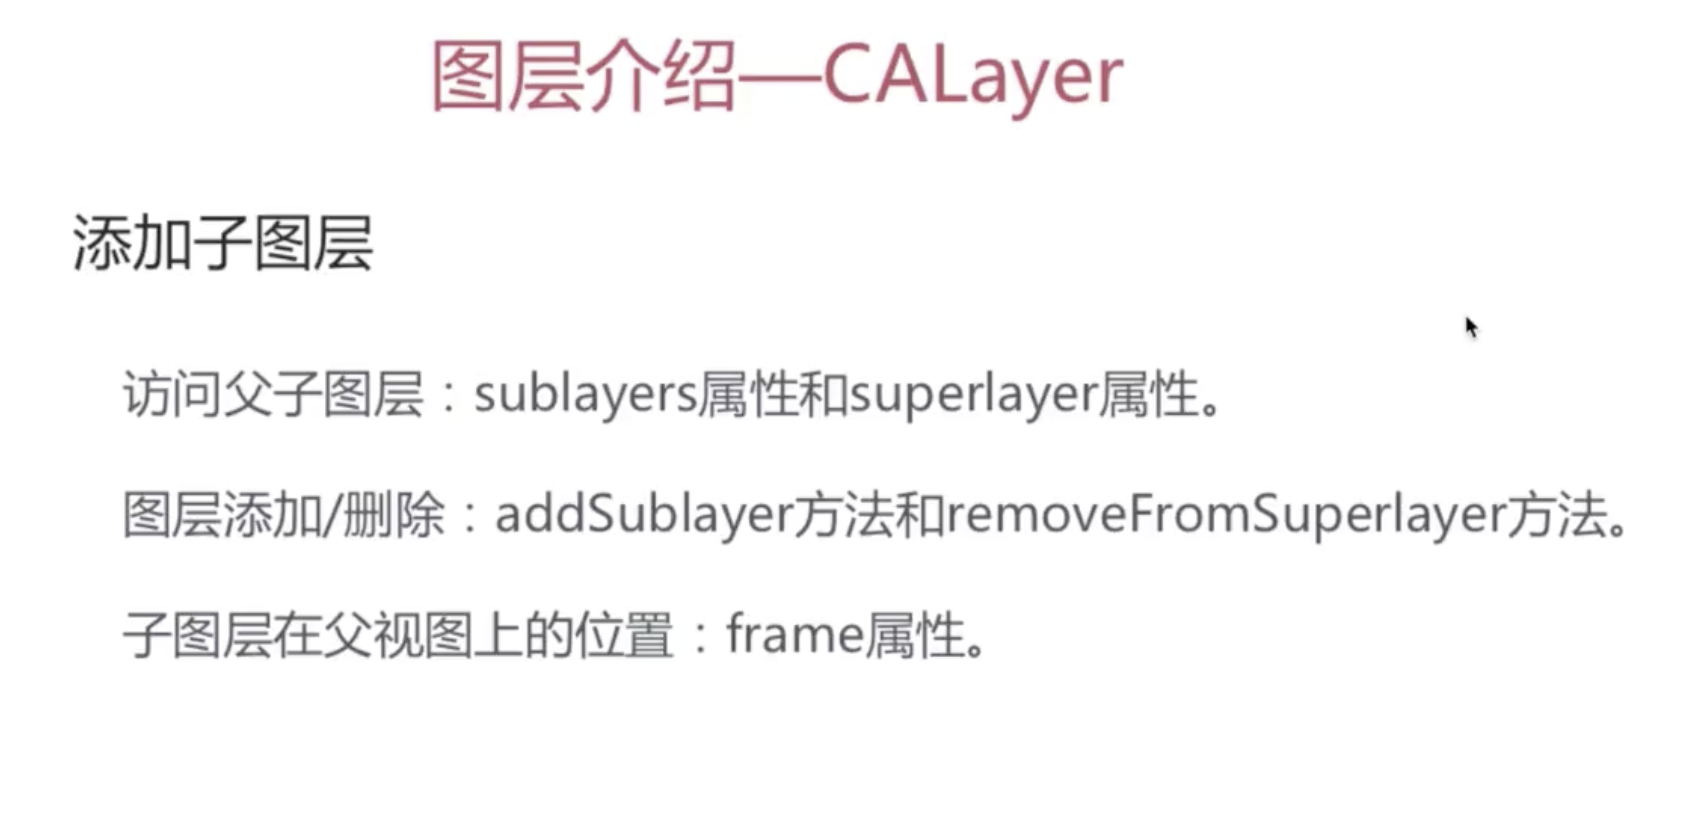 图层介绍—CALayer
添加子图层
访问父子图层：sublayers属性和superlayer属性。
图层添加/删除：addSublayer方法和removeFromSuperlayer方法。
子图层在父视图上的位置：frame属性。